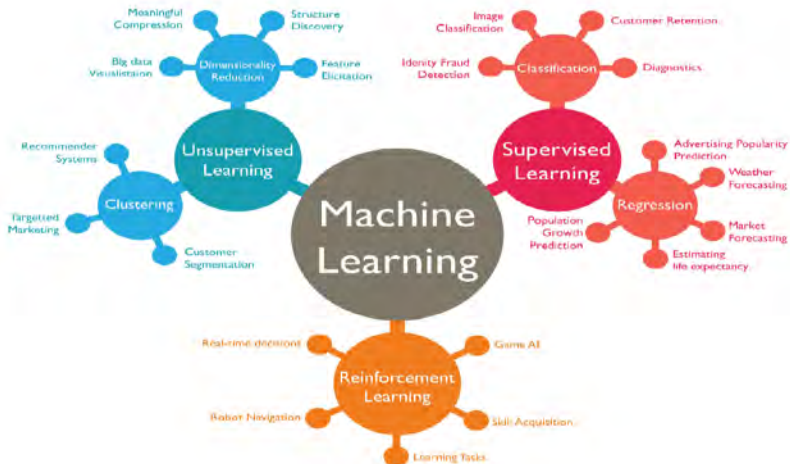 Meaningful
Compression
Structure
Discovery
Big data
Visualistaion
Dimensionality
Reduction
Feature
Elicitation
Unsupervised
Learning
Recommender
Systems
Clustering
Targetted
Marketing
Customer
Segmentation
Image
Classification
Customer Retention
Idenity Fraud
Detection
Classification
Diagnostics
Supervised
Learning
Advertising Popularity
Prediction
Weather
Forecasting
Regression
Population
Growth
Prediction
Market
Forecasting
Estimating
life expectancy
Machine
Learning
Real-time decisions
Game AI
Reinforcement
Learning
Robot Navigation
Skill Acquisition
Learning Tasks